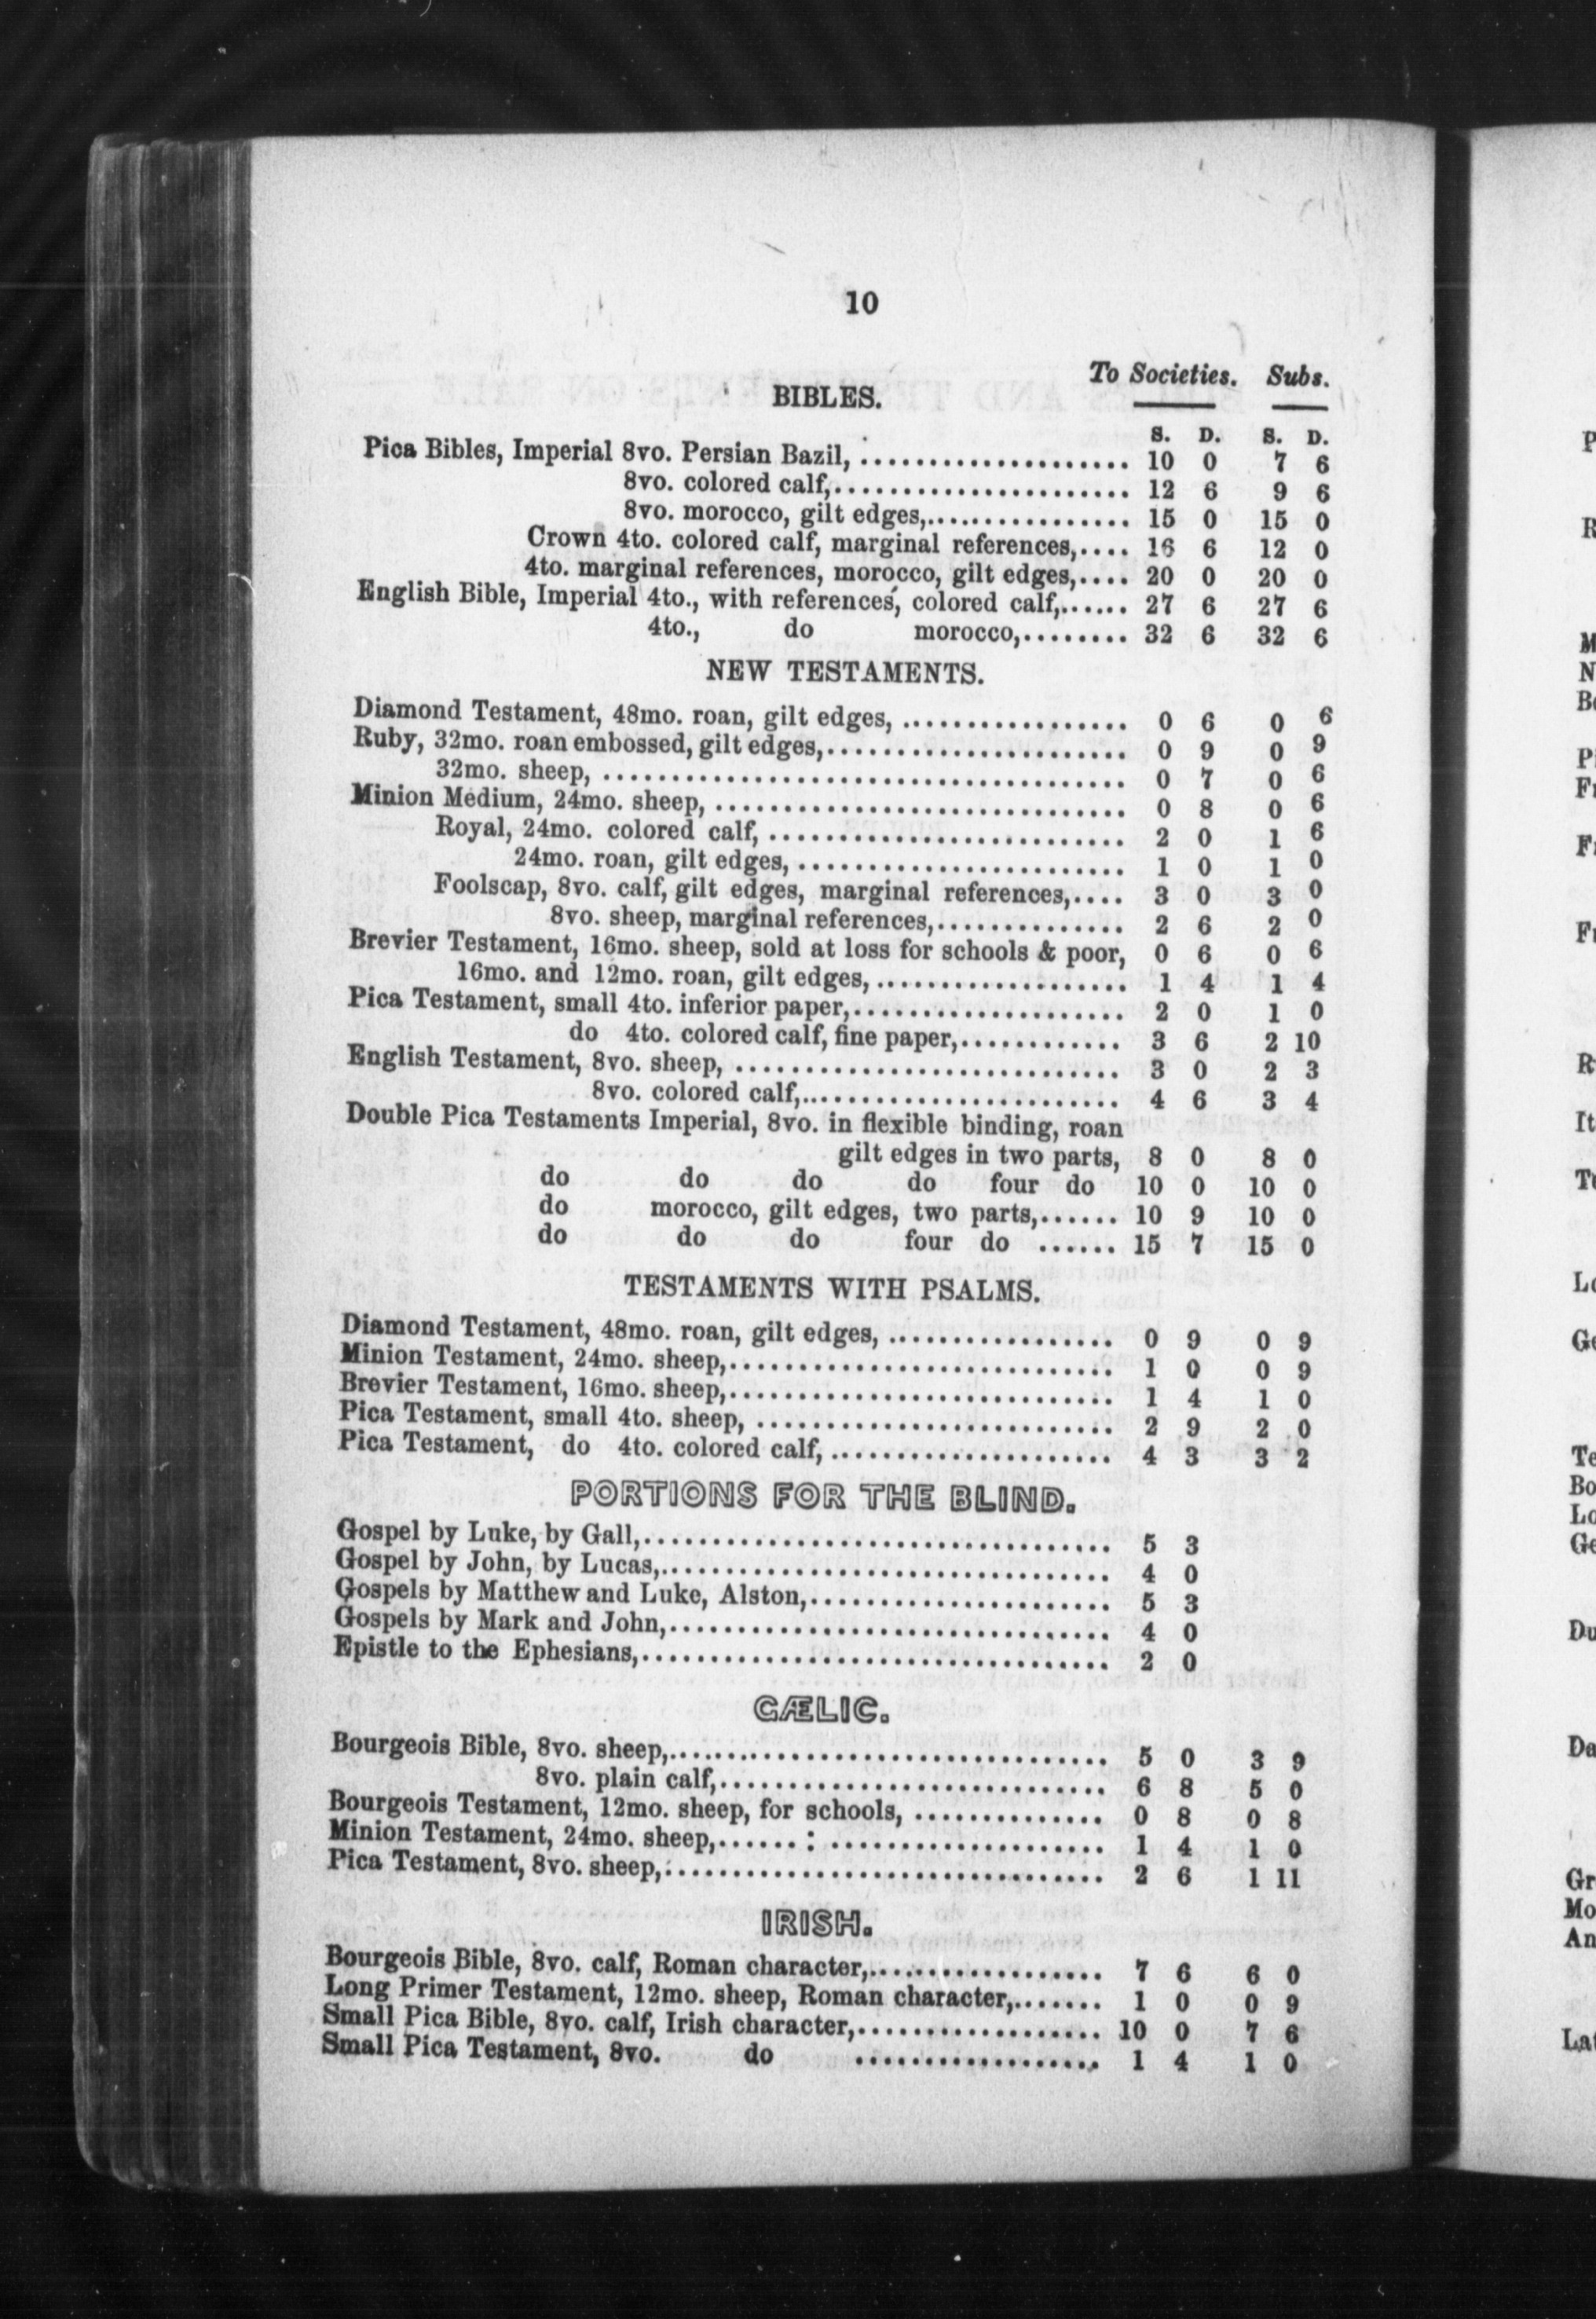 10
To Societies. Subs.
BIBLES.
S. D. S. D.
Pica Bibles, Imperial 8vo. Persian Bazil, .................... 10 0 7 6
8vo. colored calf,...................... 12 6 9 6
8vo. morocco, gilt edges,............... 15 0 15 0
Crown 4to. colored calf, marginal references,.... 16 6 12 0
4to. marginal references, morocco, gilt edges,.... 20 0 20 0
English Bible, Imperial 4to., with references, colored calf,...... 27 6 27 6
4to., do morocco,........ 32 6 32 6
NEW TESTAMENTS.
Diamond Testament, 48mo. roan, gilt edges, ................. 0 6 0 6
Ruby, 32mo. roan embossed, gilt edges,...................... 0 9 0 9
32mo. sheep, ...................................... 0 7 0 6
Minion Medium, 24mo. sheep, .............................. 0 8 0 6
Royal, 24mo. colored calf, .......................... 2 0 1 6
24mo. roan, gilt edges, ........................ 1 0 1 0
Foolscap, 8vo. calf, gilt edges, marginal references,.... 3 0 3 0
8vo. sheep, marginal references,.............. 2 6 2 0
Brevier Testament, 16mo. sheep, sold at loss for schools & poor, 0 6 0 6
16mo. and 12mo. roan, gilt edges, ................... 1 4 1 4
Pica Testament, small 4to. inferior paper,.................... 2 0 1 0
do 4to. colored calf, fine paper,............ 3 6 2 10
English Testament, 8vo. sheep, ............................ 3 0 2 3
8vo. colored calf,........................ 4 6 3 4
Double Pica Testaments Imperial, 8vo. in flexible binding, roan
gilt edges in two parts, 8 0 8 0
do do do do four do 10 0 10 0
do morocco, gilt edges, two parts,...... 10 9 10 0
do do do four do ...... 15 7 15 0
TESTAMENTS WITH PSALMS.
Diamond Testament, 48mo. roan, gilt edges, ................. 0 9 0 9
Minion Testament, 24mo. sheep,............................ 1 0 0 9
Brevier Testament, 16mo. sheep,............................ 1 4 1 0
Pica Testament, small 4to. sheep, .......................... 2 9 2 0
Pica Testament, do 4to. colored calf, ..................... 4 3 3 2
PORTIONS FOR THE BLIND.
Gospel by Luke, by Gall,.................................. 5 3
Gospel by John, by Lucas,................................. 4 0
Gospels by Matthew and Luke, Alston,...................... 5 3
Gospels by Mark and John,................................ 4 0
Epistle to the Ephesians,.................................. 2 0
GÆLIC.
Bourgeois Bible, 8vo. sheep,................................ 5 0 3 9
8vo. plain calf,............................ 6 8 5 0
Bourgeois Testament, 12mo. sheep, for schools, .............. 0 8 0 8
Minion Testament, 24mo. sheep,...... : .................... 1 4 1 0
Pica Testament, 8vo. sheep,................................ 2 6 1 11
IRISH.
Bourgeois Bible, 8vo. calf, Roman character,................. 7 6 6 0
Long Primer Testament, 12mo. sheep, Roman character,....... 1 0 0 9
Small Pica Bible, 8vo. calf, Irish character,.................. 10 0 7 6
Small Pica Testament, 8vo. do .................. 1 4 1 0